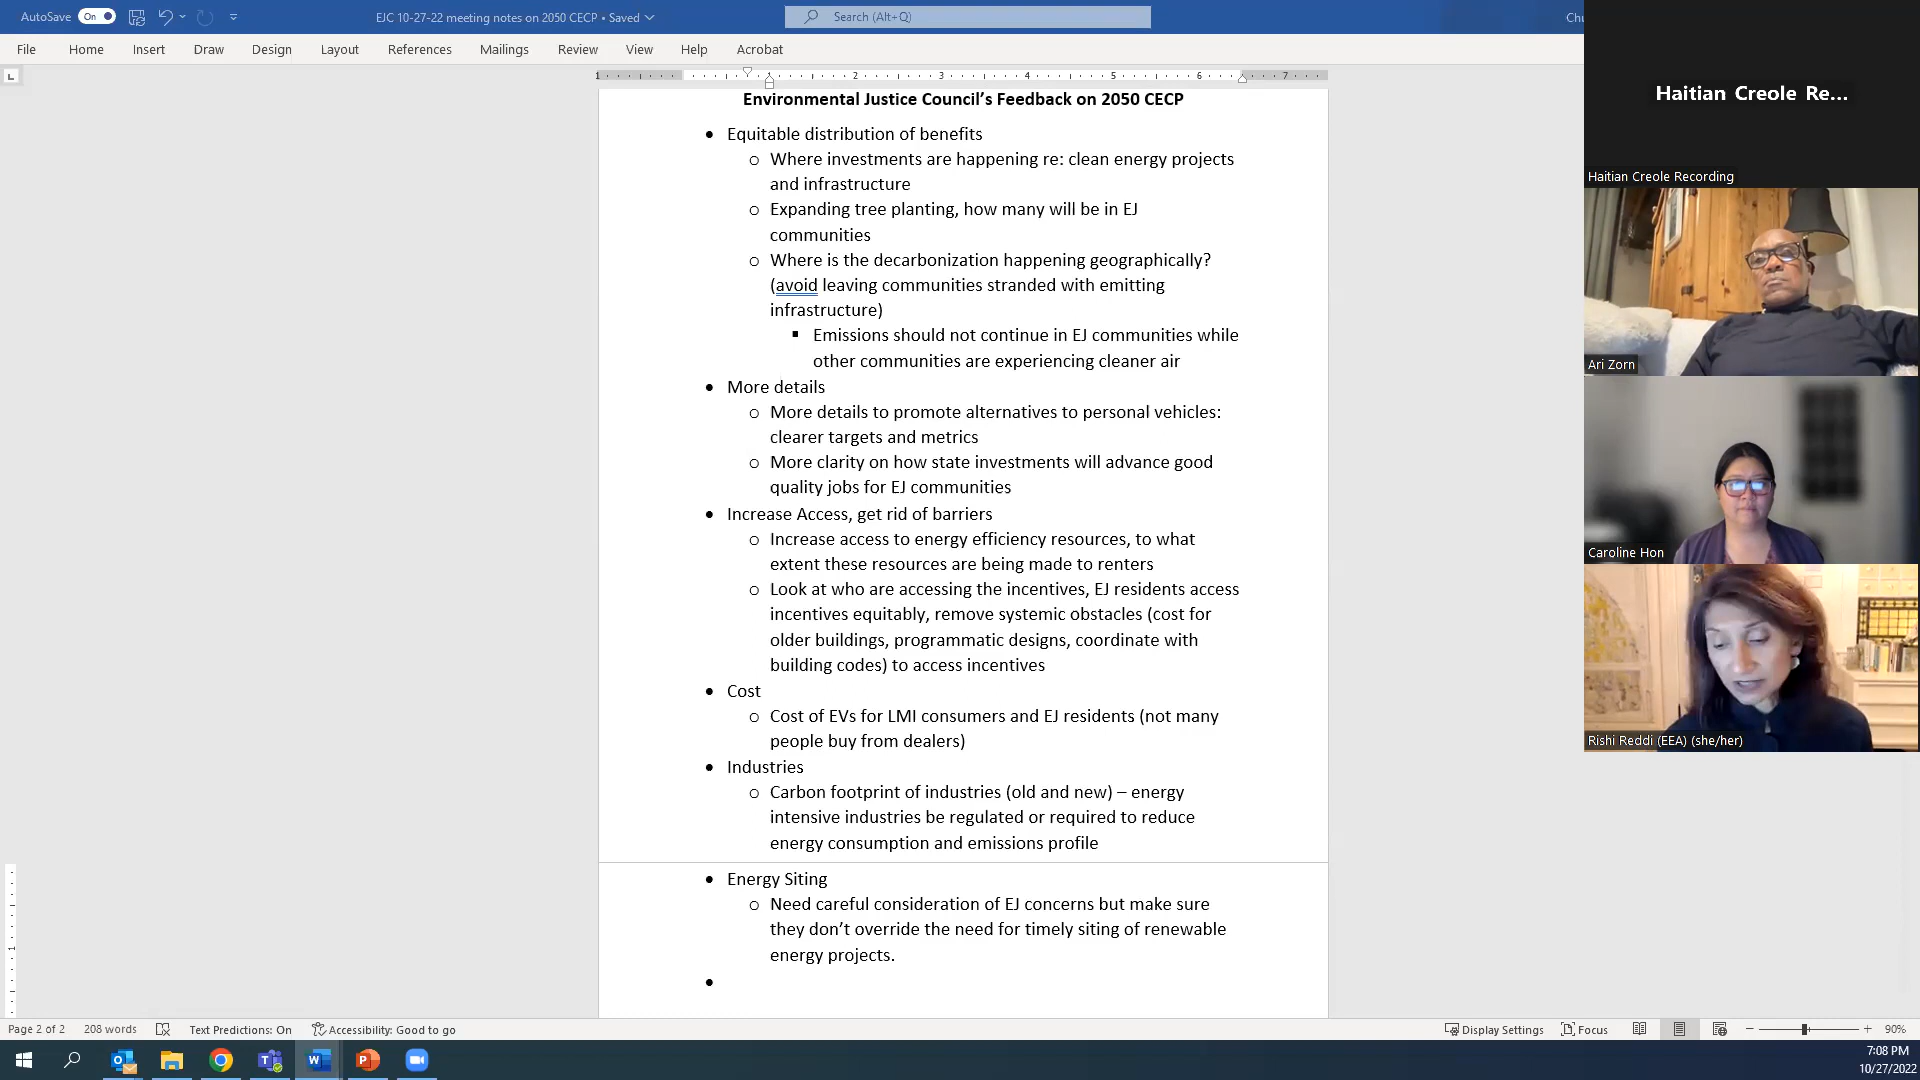 AutoSave On EJC 10-27-22 meeting notes on 2050 CECP • Saved Search (Alt+Q) Chu
File Home Insert Draw Design Layout References Mailings Review View Help Acrobat
1 2 3 4 5 6 7
Environmental Justice Council's Feedback on 2050 CECP
• Equitable distribution of benefits
o Where investments are happening re: clean energy projects
and infrastructure
o Expanding tree planting, how many will be in EJ
communities
o Where is the decarbonization happening geographically?
(avoid leaving communities stranded with emitting
infrastructure)
▪ Emissions should not continue in EJ communities while
other communities are experiencing cleaner air
• More details
o More details to promote alternatives to personal vehicles:
clearer targets and metrics
o More clarity on how state investments will advance good
quality jobs for EJ communities
• Increase Access, get rid of barriers
o Increase access to energy efficiency resources, to what
extent these resources are being made to renters
o Look at who are accessing the incentives, EJ residents access
incentives equitably, remove systemic obstacles (cost for
older buildings, programmatic designs, coordinate with
building codes) to access incentives
• Cost
o Cost of EVs for LMI consumers and EJ residents (not many
people buy from dealers)
• Industries
o Carbon footprint of industries (old and new) – energy
intensive industries be regulated or required to reduce
energy consumption and emissions profile
• Energy Siting
o Need careful consideration of EJ concerns but make sure
they don't override the need for timely siting of renewable
energy projects.
•
Haitian Creole Re...
Haitian Creole Recording
Ari Zorn
Caroline Hon
Rishi Reddi (EEA) (she/her)
Page 2 of 2 208 words Text Predictions: On Accessibility: Good to go Display Settings Focus 90%
7:08 PM
10/27/2022